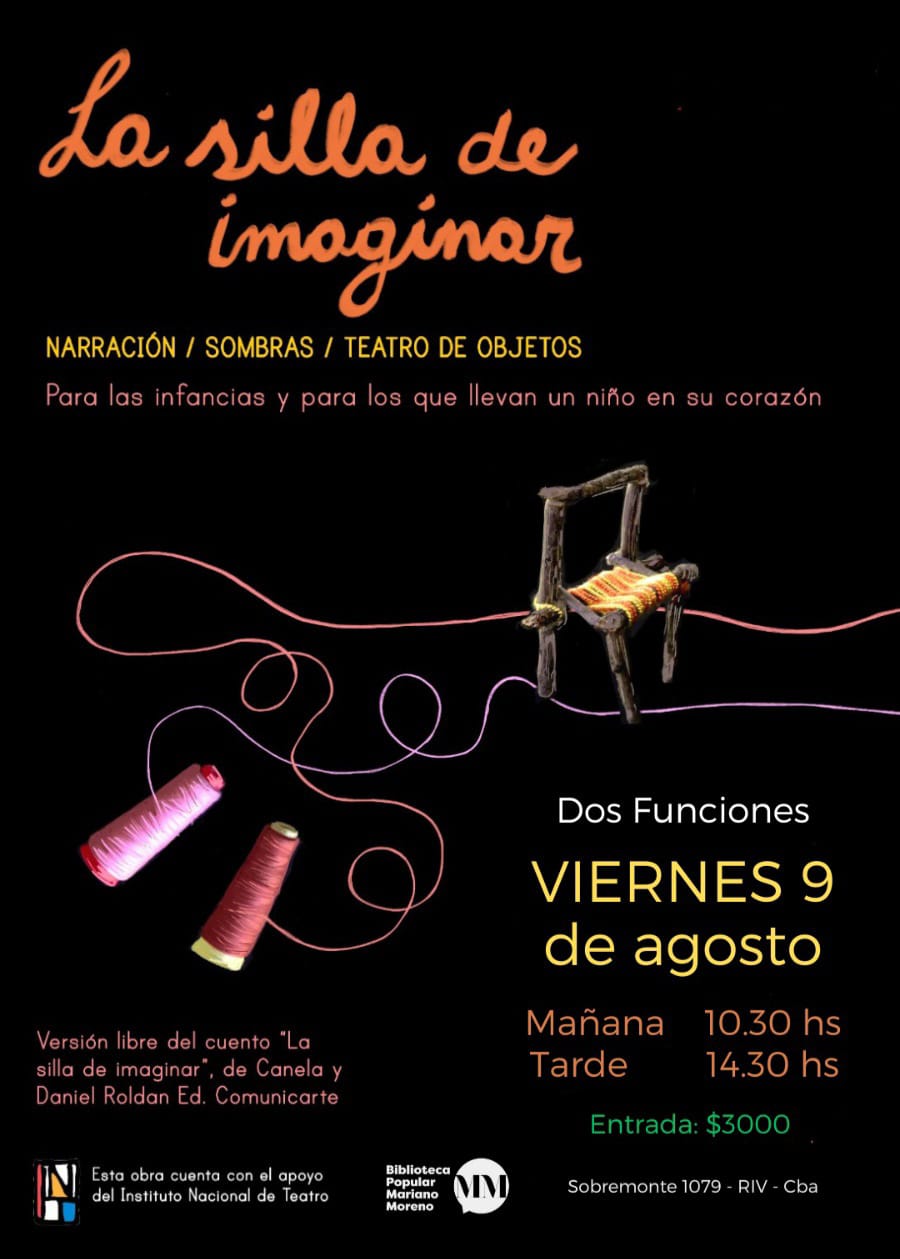 La silla de
imaginar
NARRACIÓN / SOMBRAS / TEATRO DE OBJETOS
Para las infancias y para los que llevan un niño en su corazón
Dos Funciones
VIERNES 9
de agosto
Mañana 10.30 hs
Tarde 14.30 hs
Entrada: $3000
Versión libre del cuento "La
silla de imaginar", de Canela y
Daniel Roldan Ed. Comunicarte
Esta obra cuenta con el apoyo
del Instituto Nacional de Teatro
Biblioteca
Popular
Mariano
Moreno
MM
Sobremonte 1079 - RIV - Cba